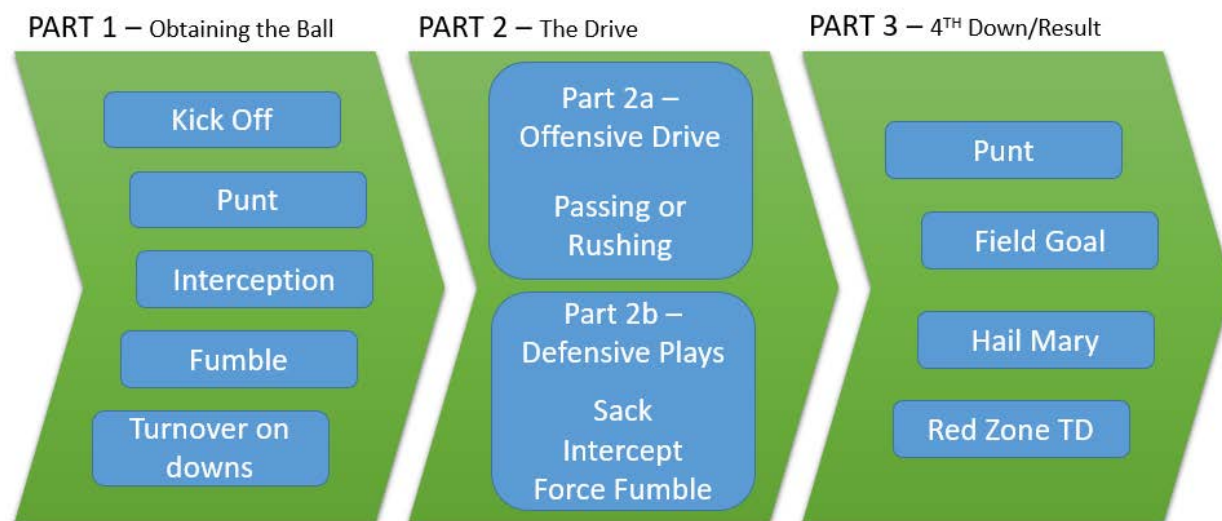 PART 1 – Obtaining the Ball
Kick Off
Punt
Interception
Fumble
Turnover on
downs
PART 2 – The Drive
Part 2a –
Offensive Drive
Passing or
Rushing
Part 2b –
Defensive Plays
Sack
Intercept
Force Fumble
PART 3 – 4TH Down/Result
Punt
Field Goal
Hail Mary
Red Zone TD